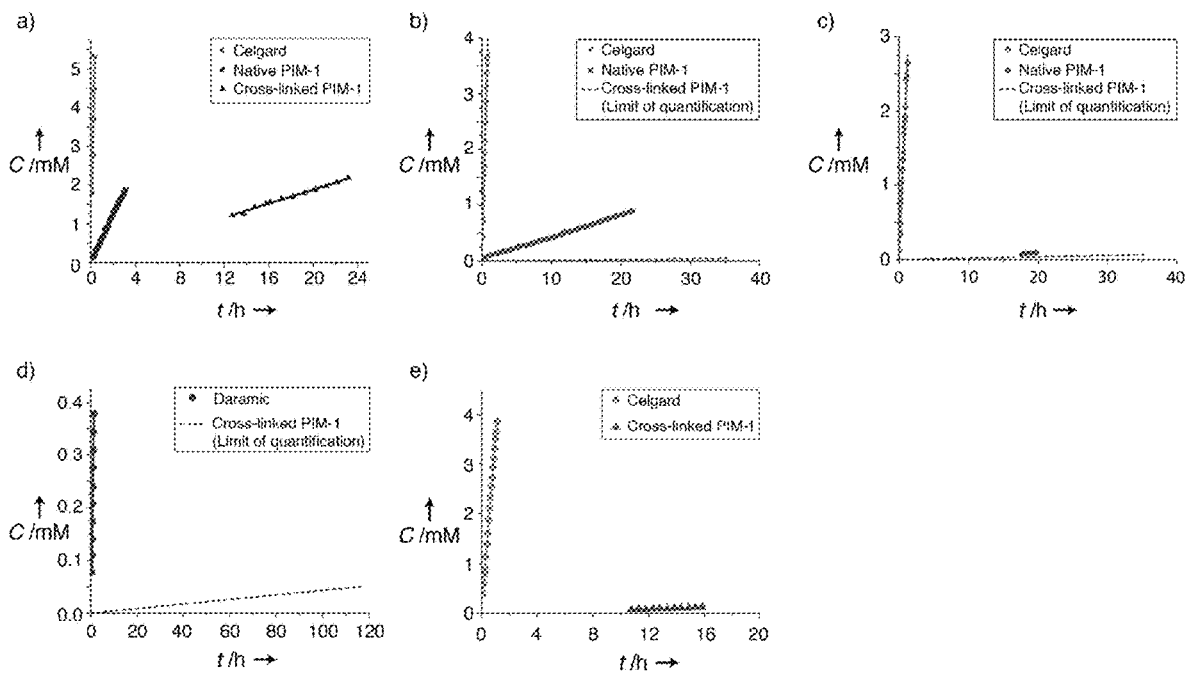 a)
5
4
3
2
1
0
C /mM
0 4 8 12 16 20 24
t /h
Celgard
Native PIM-1
Cross-linked PIM-1
b)
4
3
2
1
0
C /mM
0 10 20 30 40
t /h
Celgard
Native PIM-1
Cross-linked PIM-1
(Limit of quantification)
c)
3
2
1
0
C /mM
0 10 20 30 40
t /h
Celgard
Native PIM-1
Cross-linked PIM-1
(Limit of quantification)
d)
0.4
0.3
0.2
0.1
0.0
C /mM
0 20 40 60 80 100 120
t /h
Daramic
Cross-linked PIM-1
(Limit of quantification)
e)
4
3
2
1
0
C /mM
0 4 8 12 16 20
t /h
Celgard
Cross-linked PIM-1